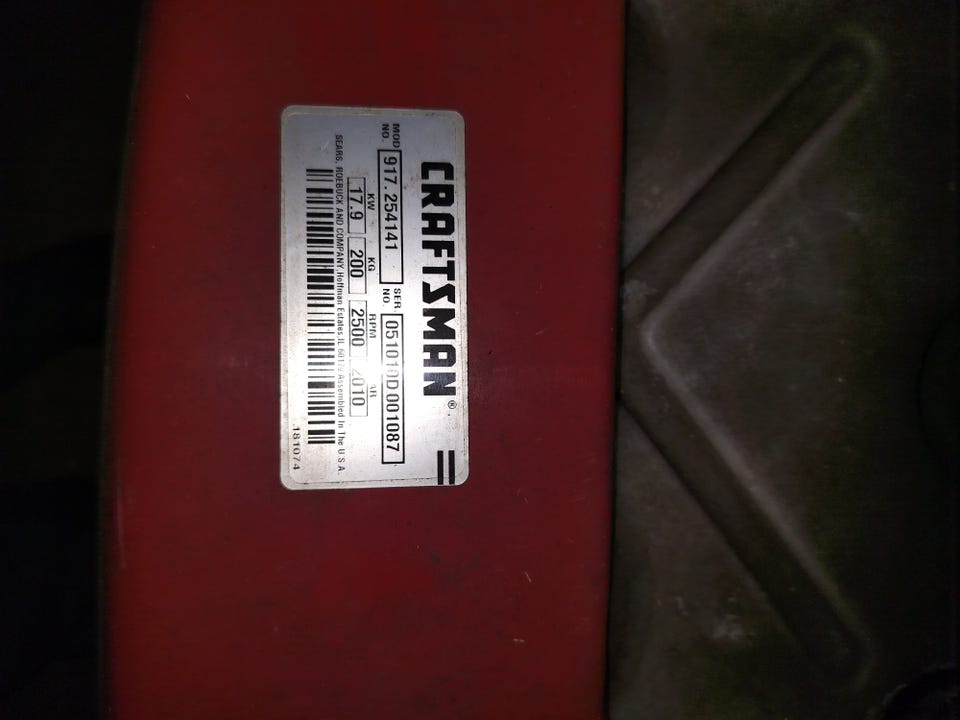 CRAFTSMAN®
MOD. NO. 917.254141 SER. NO. 051010D001087
KW KG RPM
17.9 200 2500 2010
SEARS, ROEBUCK AND COMPANY, Hoffman Estates, IL 60179 Assembled In The U S A.
181074